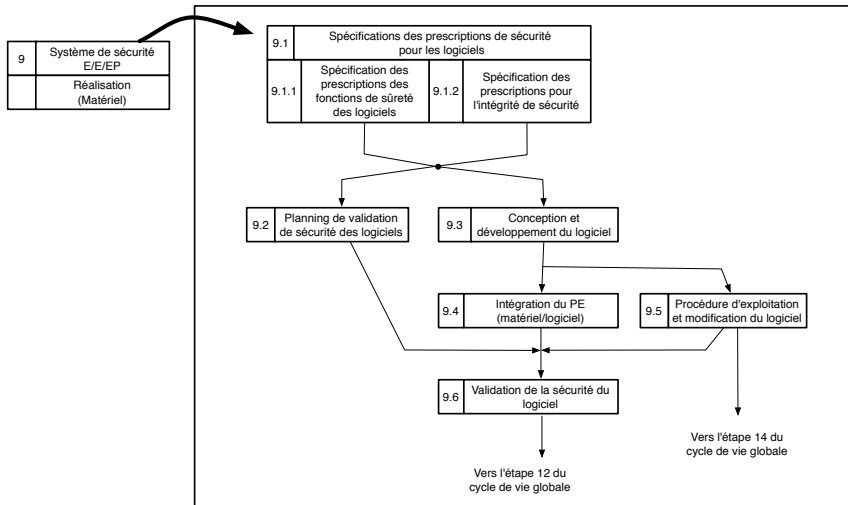 9
Système de sécurité
E/E/EP
Réalisation
(Matériel)
9.1
Spécifications des prescriptions de sécurité
pour les logiciels
9.1.1
Spécification des
prescriptions des
fonctions de sûreté
des logiciels
9.1.2
Spécification des
prescriptions pour
l'intégrité de sécurité
9.2
Planning de validation
de sécurité des logiciels
9.3
Conception et
développement du logiciel
9.4
Intégration du PE
(matériel/logiciel)
9.5
Procédure d'exploitation
et modification du logiciel
9.6
Validation de la sécurité du
logiciel
Vers l'étape 14 du
cycle de vie globale
Vers l'étape 12 du
cycle de vie globale